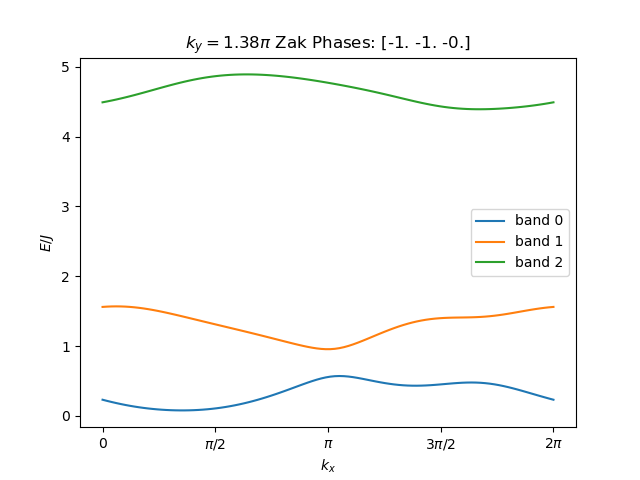 k_y = 1.38π Zak Phases: [-1. -1. -0.]
5
4
3
2
1
0
E/J
band 0
band 1
band 2
0
π/2
π
3π/2
2π
k_x